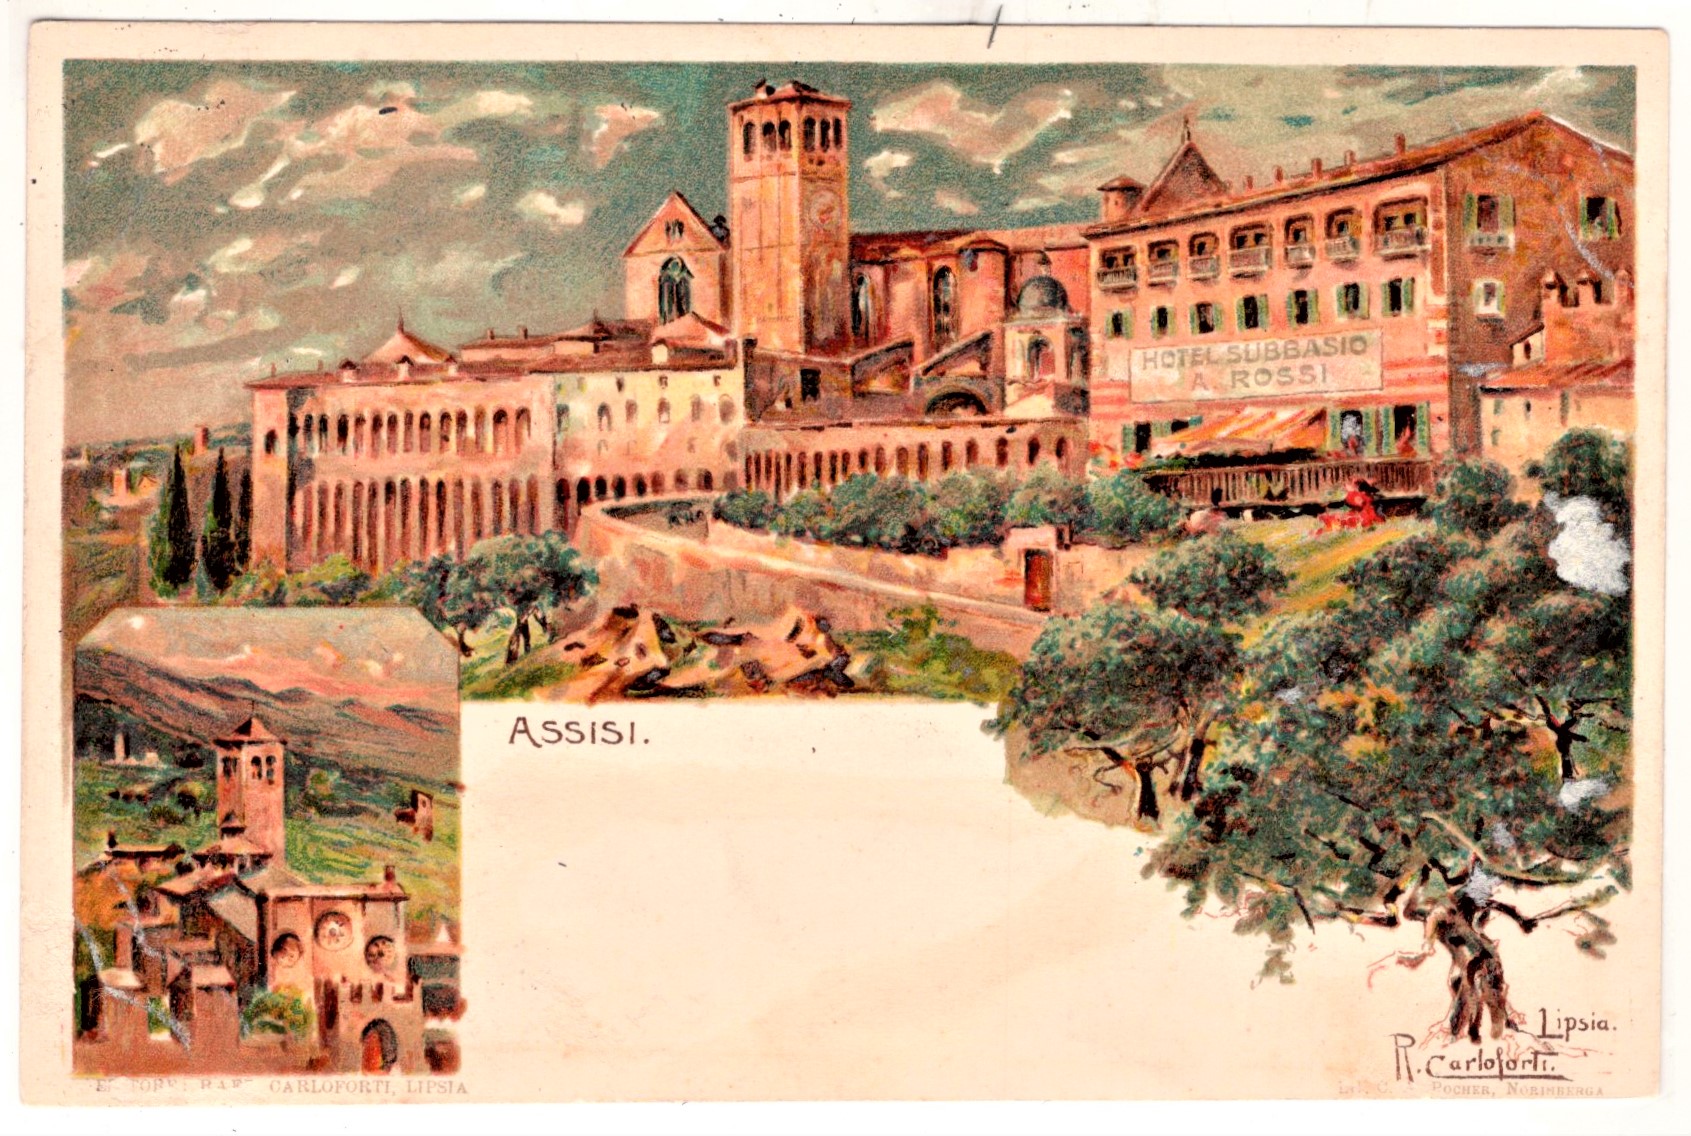 HOTEL SUBBASIO
A. ROSSI
ASSISI.
Lipsia.
R. Carloforti.
CARLOFORTI, LIPSIA
POCHER, NORIMBERGA